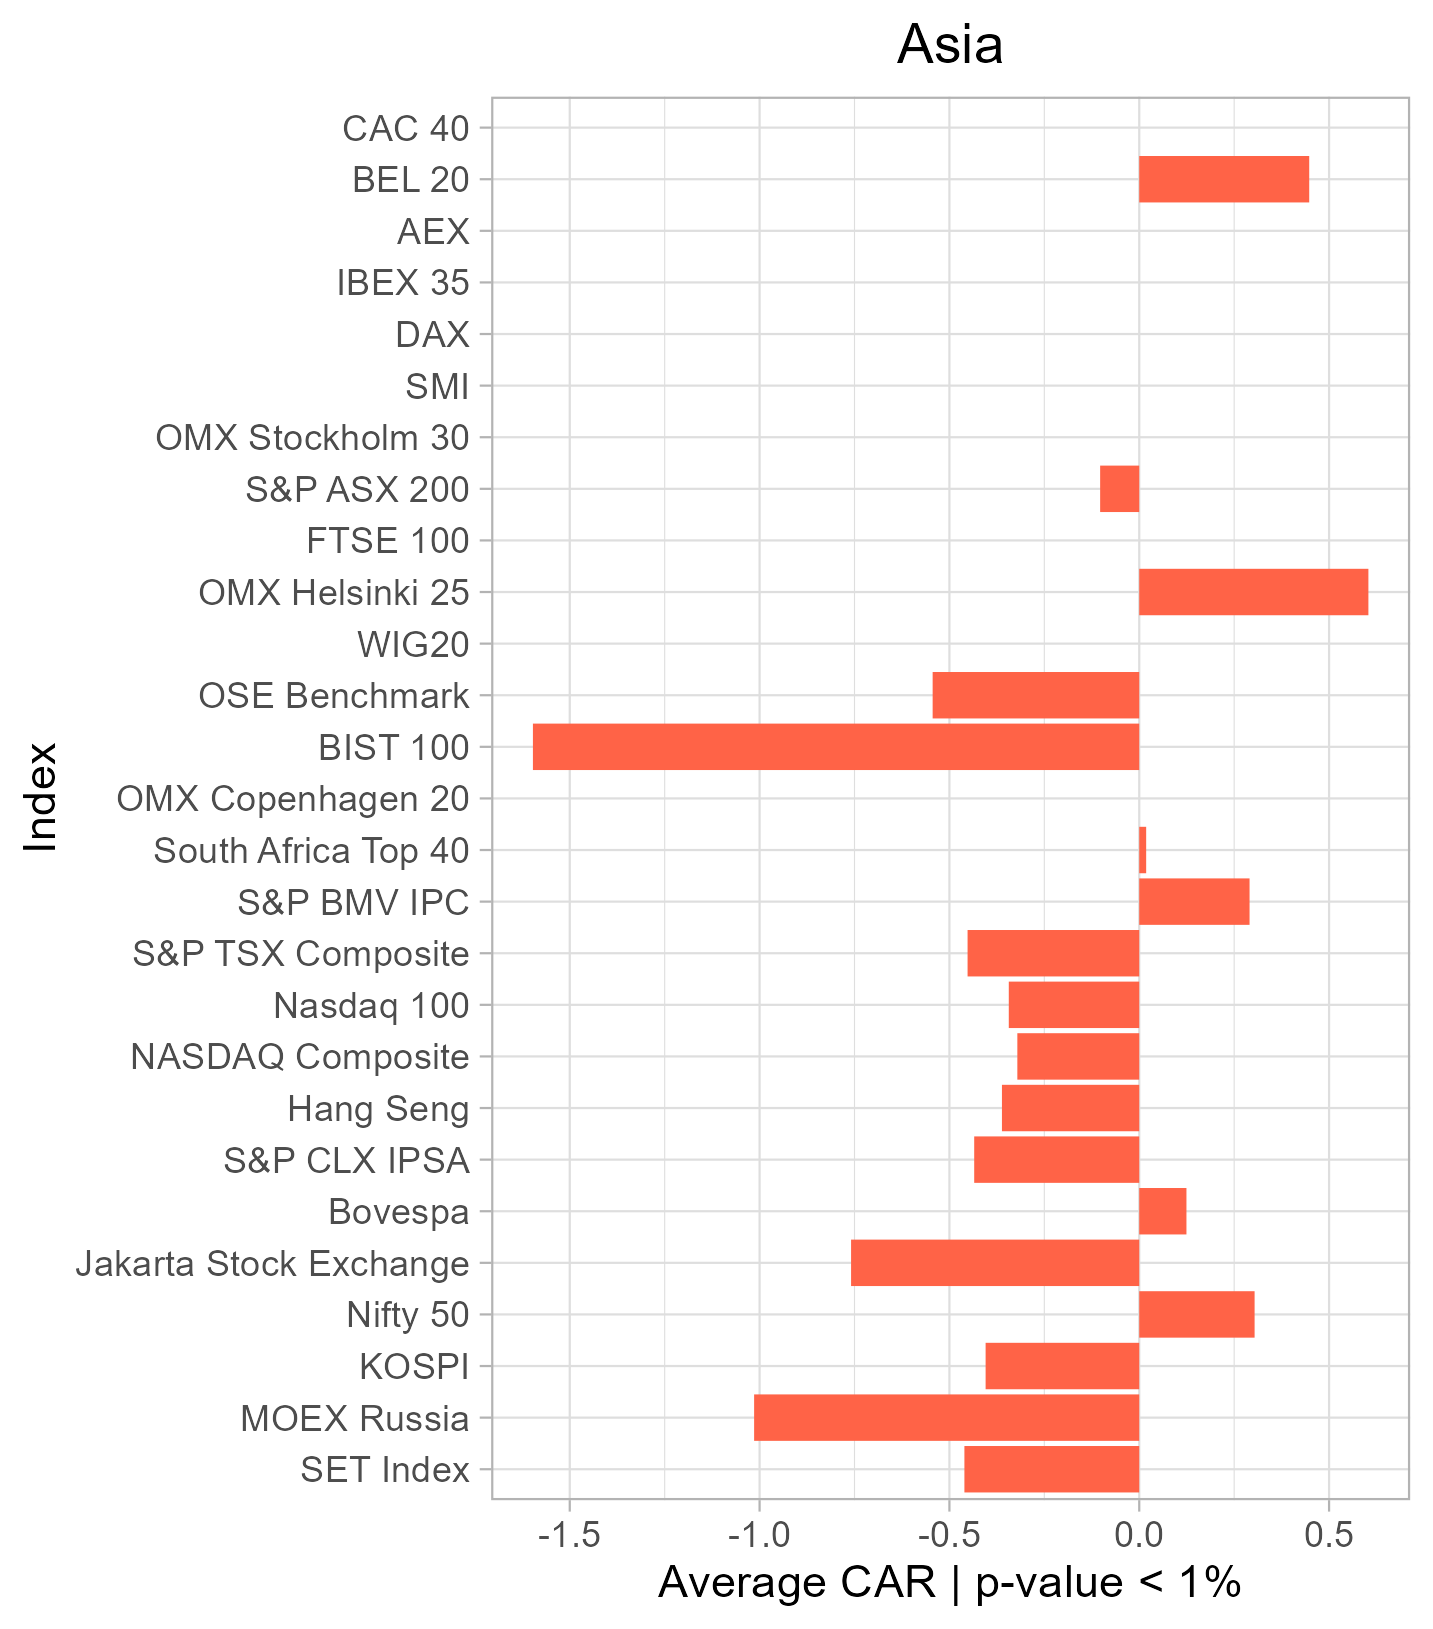 Asia
CAC 40
BEL 20
AEX
IBEX 35
DAX
SMI
OMX Stockholm 30
S&P ASX 200
FTSE 100
OMX Helsinki 25
WIG20
OSE Benchmark
BIST 100
OMX Copenhagen 20
South Africa Top 40
S&P BMV IPC
S&P TSX Composite
Nasdaq 100
NASDAQ Composite
Hang Seng
S&P CLX IPSA
Bovespa
Jakarta Stock Exchange
Nifty 50
KOSPI
MOEX Russia
SET Index
Index
-1.5 -1.0 -0.5 0.0 0.5
Average CAR | p-value < 1%